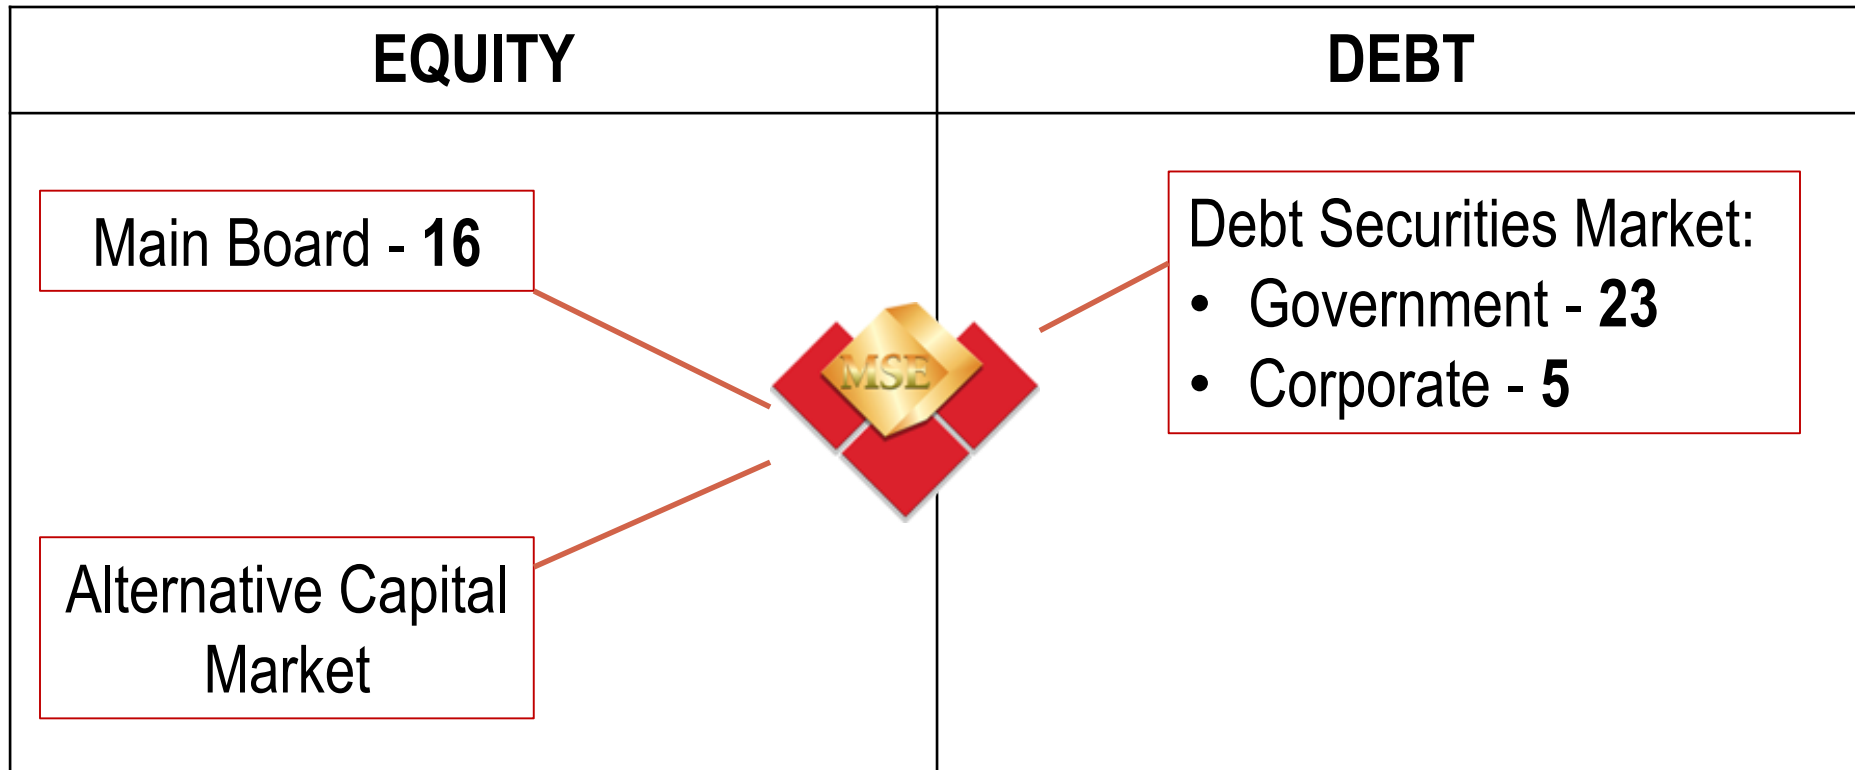 EQUITY
DEBT
Main Board - 16
Alternative Capital
Market
MSE
Debt Securities Market:
• Government - 23
• Corporate - 5